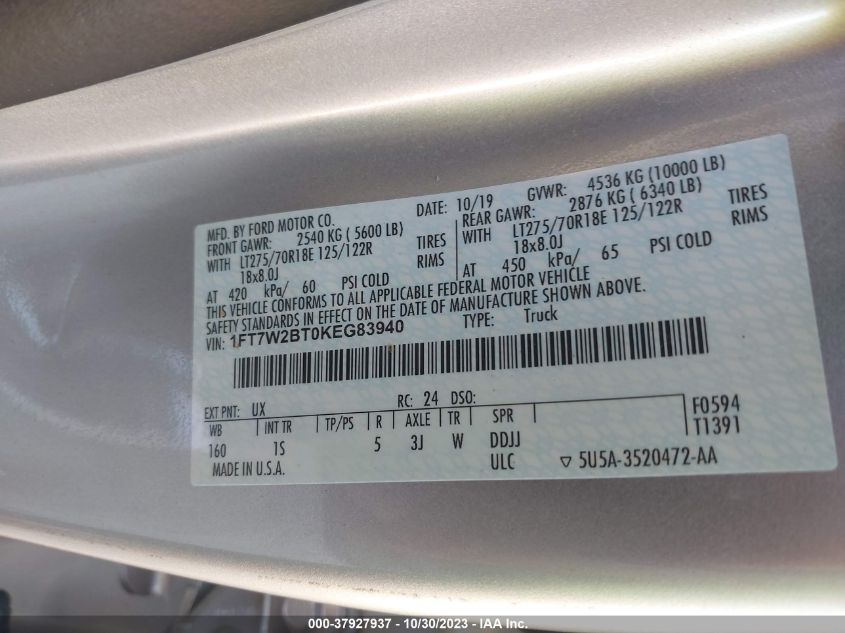 MFD. BY FORD MOTOR CO.
DATE: 10/19 GVWR: 4536 KG (10000 LB)
FRONT GAWR: 2540 KG ( 5600 LB)
REAR GAWR: 2876 KG ( 6340 LB)
WITH LT275/70R18E 125/122R TIRES
WITH LT275/70R18E 125/122R TIRES
18x8.0J RIMS
18x8.0J RIMS
AT 420 kPa/ 60 PSI COLD
AT 450 kPa/ 65 PSI COLD
THIS VEHICLE CONFORMS TO ALL APPLICABLE FEDERAL MOTOR VEHICLE
SAFETY STANDARDS IN EFFECT ON THE DATE OF MANUFACTURE SHOWN ABOVE.
VIN: 1FT7W2BT0KEG83940
TYPE: Truck
EXT PNT: UX RC: 24 DSO:
WB INT TR TP/PS R AXLE TR SPR
160 1S 5 3J W DDJJ
F0594
T1391
MADE IN U.S.A. ULC ▽ 5U5A-3520472-AA
000-37927937 - 10/30/2023 - IAA Inc.